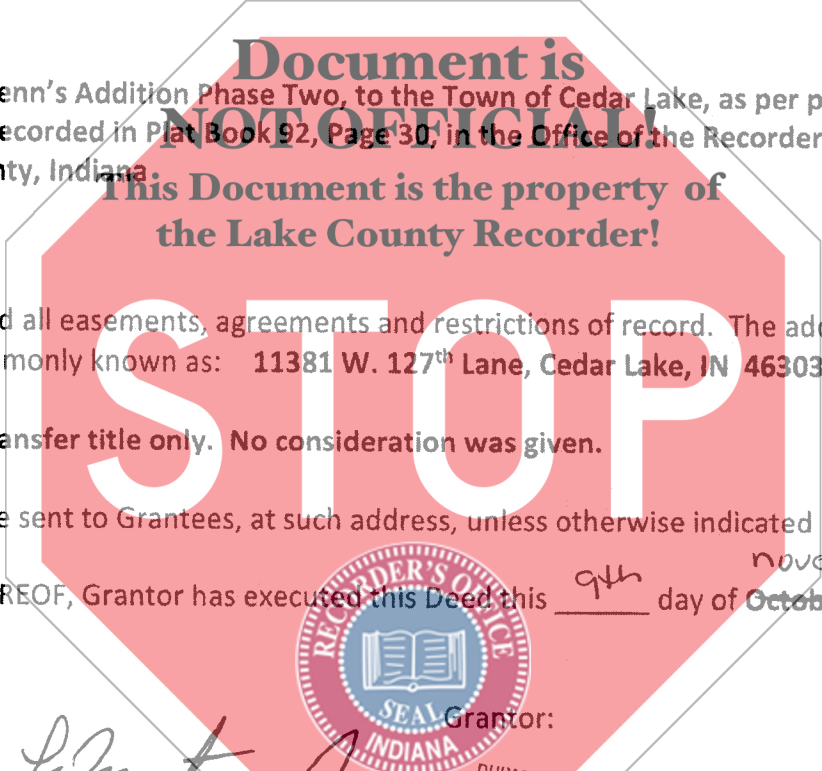 Document is
enn's Addition Phase Two, to the Town of Cedar Lake, as per p
NOT OFFICIAL!
ecorded in Plat Book 92, Page 30, in the Office of the Recorder
nty, Indiana
This Document is the property of
the Lake County Recorder!
d all easements, agreements and restrictions of record. The add
monly known as: 11381 W. 127th Lane, Cedar Lake, IN 46303
STOP
ansfer title only. No consideration was given.
e sent to Grantees, at such address, unless otherwise indicated
nove
REOF, Grantor has executed this Deed this 9th day of Octob
RECORDER'S OFFICE
SEAL
INDIANA
Grantor: